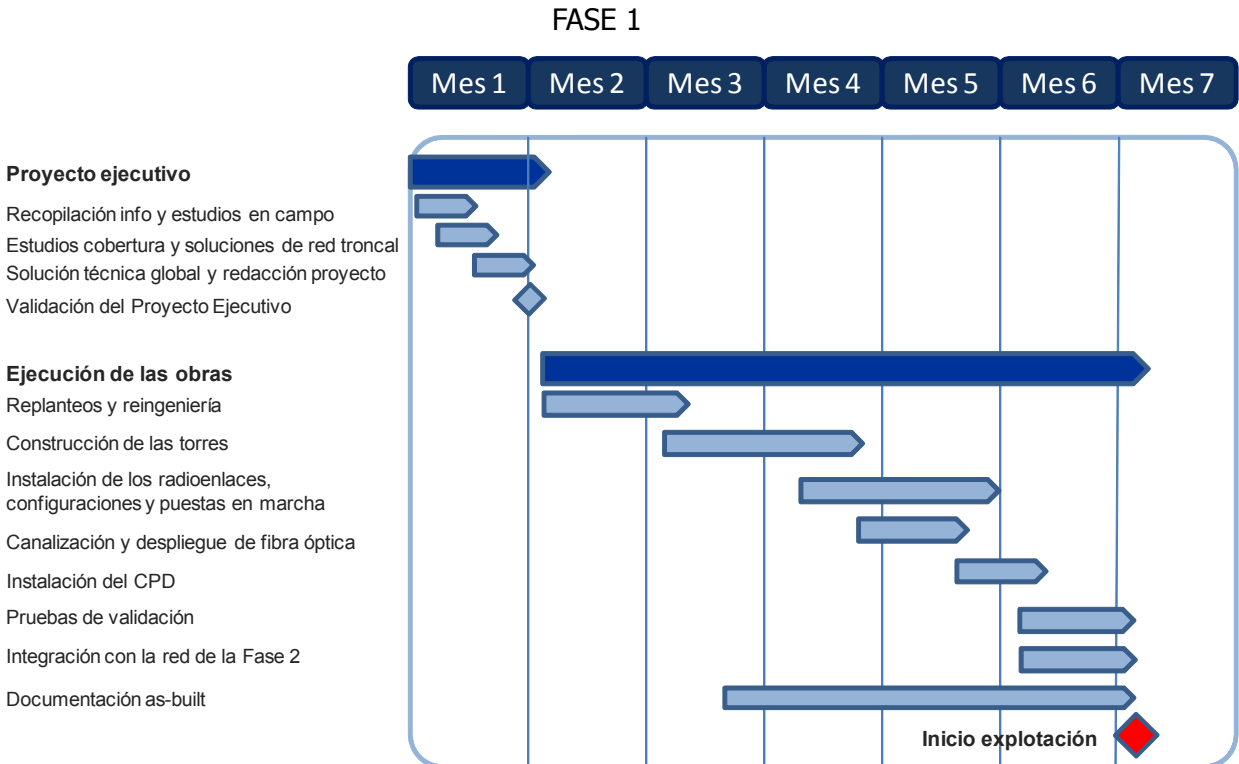 FASE 1
Mes 1 Mes 2 Mes 3 Mes 4 Mes 5 Mes 6 Mes 7
Proyecto ejecutivo
Recopilación info y estudios en campo
Estudios cobertura y soluciones de red troncal
Solución técnica global y redacción proyecto
Validación del Proyecto Ejecutivo
Ejecución de las obras
Replanteos y reingeniería
Construcción de las torres
Instalación de los radioenlaces,
configuraciones y puestas en marcha
Canalización y despliegue de fibra óptica
Instalación del CPD
Pruebas de validación
Integración con la red de la Fase 2
Documentación as-built
Inicio explotación